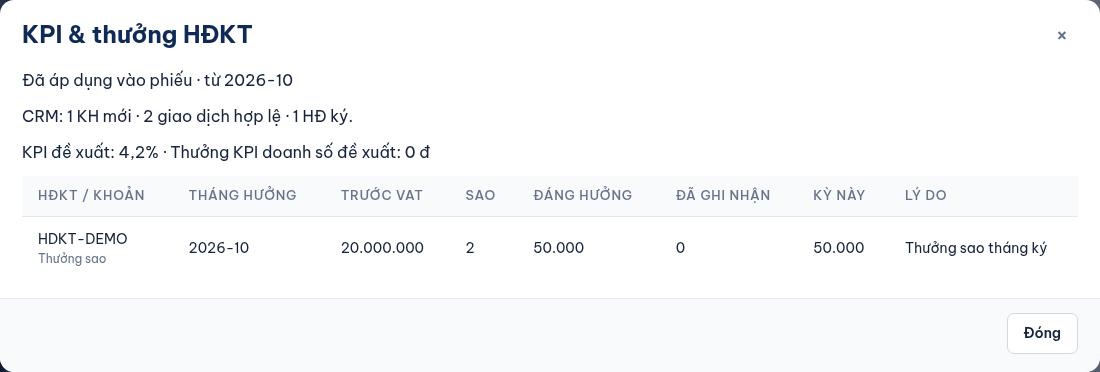 KPI & thưởng HĐKT
×
Đã áp dụng vào phiếu · từ 2026-10
CRM: 1 KH mới · 2 giao dịch hợp lệ · 1 HĐ ký.
KPI đề xuất: 4,2% · Thưởng KPI doanh số đề xuất: 0 đ
HĐKT / KHOẢN THÁNG HƯỞNG TRƯỚC VAT SAO ĐÁNG HƯỞNG ĐÃ GHI NHẬN KỲ NÀY LÝ DO
HDKT-DEMO 2026-10 20.000.000 2 50.000 0 50.000 Thưởng sao tháng ký
Thưởng sao
Đóng